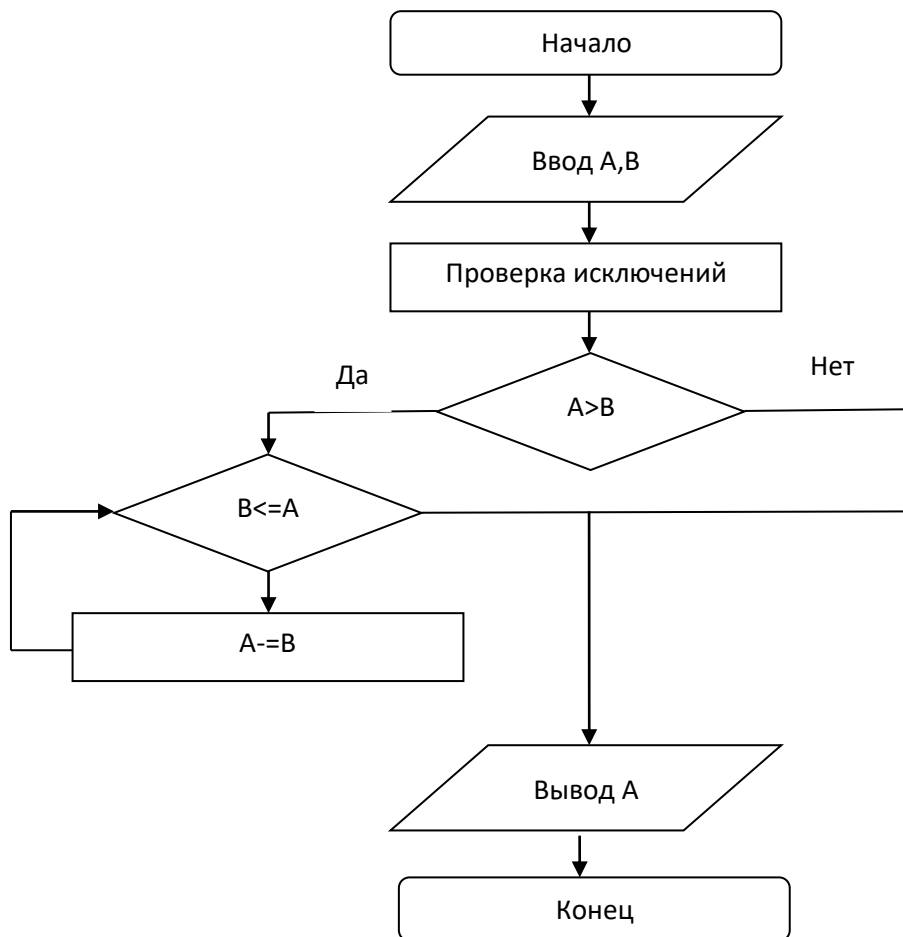 Начало
Ввод А,В
Проверка исключений
Да
Нет
А>В
В<=А
А-=В
Вывод А
Конец